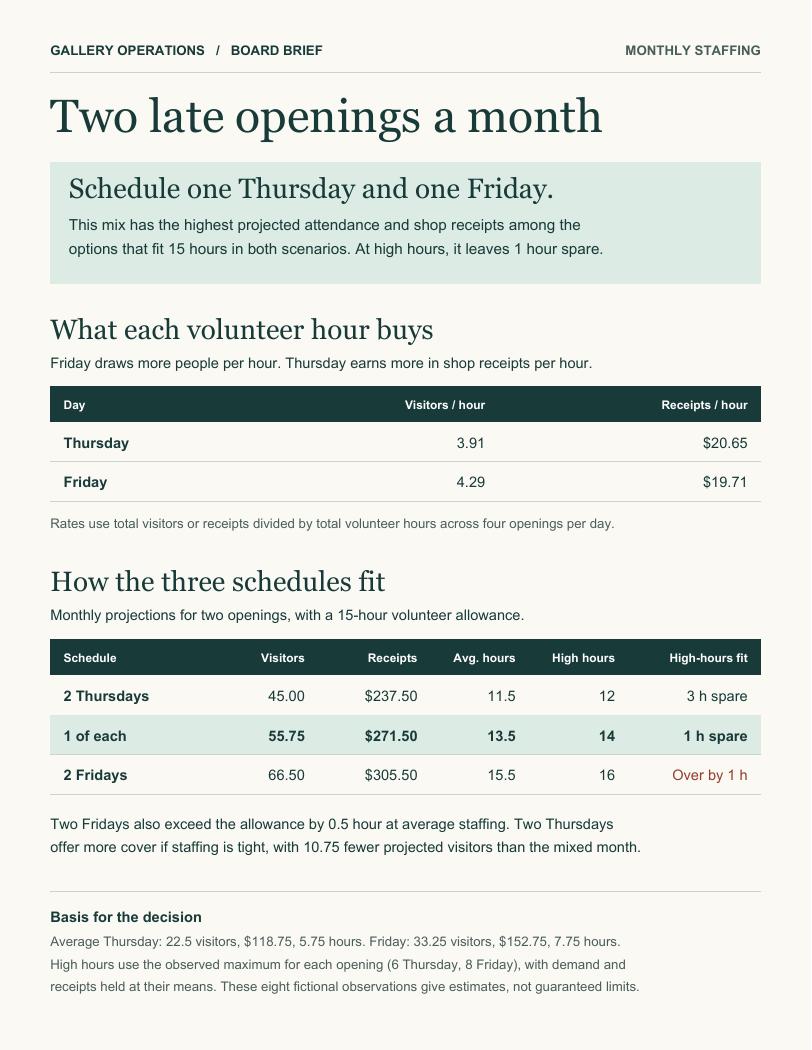 GALLERY OPERATIONS / BOARD BRIEF
MONTHLY STAFFING
Two late openings a month
Schedule one Thursday and one Friday.
This mix has the highest projected attendance and shop receipts among the
options that fit 15 hours in both scenarios. At high hours, it leaves 1 hour spare.
What each volunteer hour buys
Friday draws more people per hour. Thursday earns more in shop receipts per hour.
Day Visitors / hour Receipts / hour
Thursday 3.91 $20.65
Friday 4.29 $19.71
Rates use total visitors or receipts divided by total volunteer hours across four openings per day.
How the three schedules fit
Monthly projections for two openings, with a 15-hour volunteer allowance.
Schedule Visitors Receipts Avg. hours High hours High-hours fit
2 Thursdays 45.00 $237.50 11.5 12 3 h spare
1 of each 55.75 $271.50 13.5 14 1 h spare
2 Fridays 66.50 $305.50 15.5 16 Over by 1 h
Two Fridays also exceed the allowance by 0.5 hour at average staffing. Two Thursdays
offer more cover if staffing is tight, with 10.75 fewer projected visitors than the mixed month.
Basis for the decision
Average Thursday: 22.5 visitors, $118.75, 5.75 hours. Friday: 33.25 visitors, $152.75, 7.75 hours.
High hours use the observed maximum for each opening (6 Thursday, 8 Friday), with demand and
receipts held at their means. These eight fictional observations give estimates, not guaranteed limits.